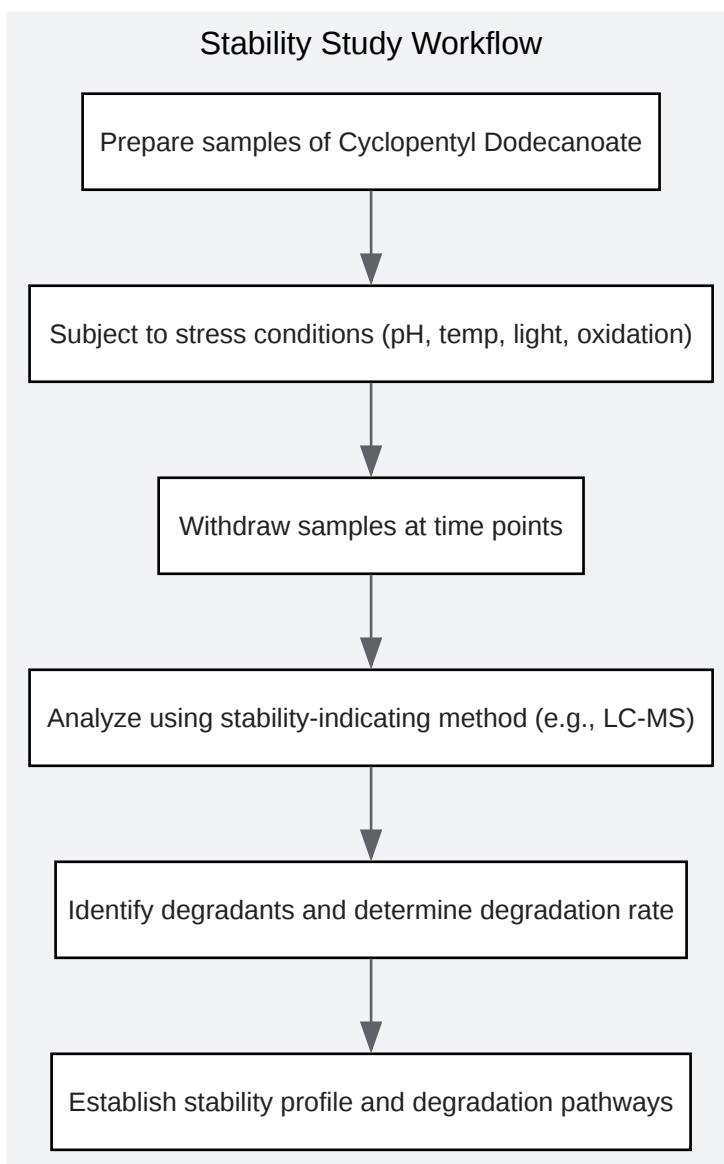 Stability Study Workflow
Prepare samples of Cyclopentyl Dodecanoate
Subject to stress conditions (pH, temp, light, oxidation)
Withdraw samples at time points
Analyze using stability-indicating method (e.g., LC-MS)
Identify degradants and determine degradation rate
Establish stability profile and degradation pathways